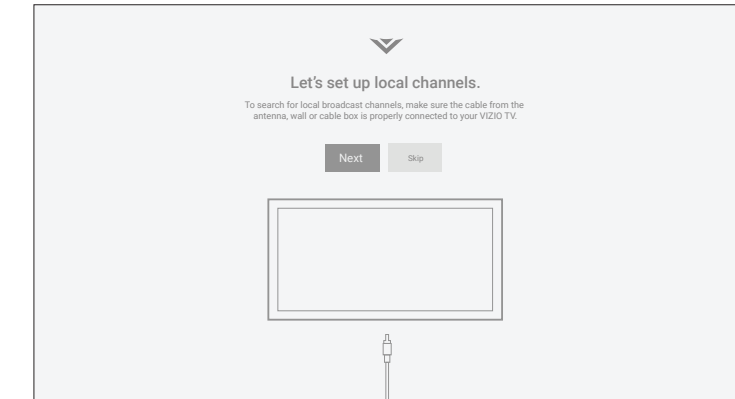 Let's set up local channels.
To search for local broadcast channels, make sure the cable from the
antenna, wall or cable box is properly connected to your VIZIO TV.
Next
Skip